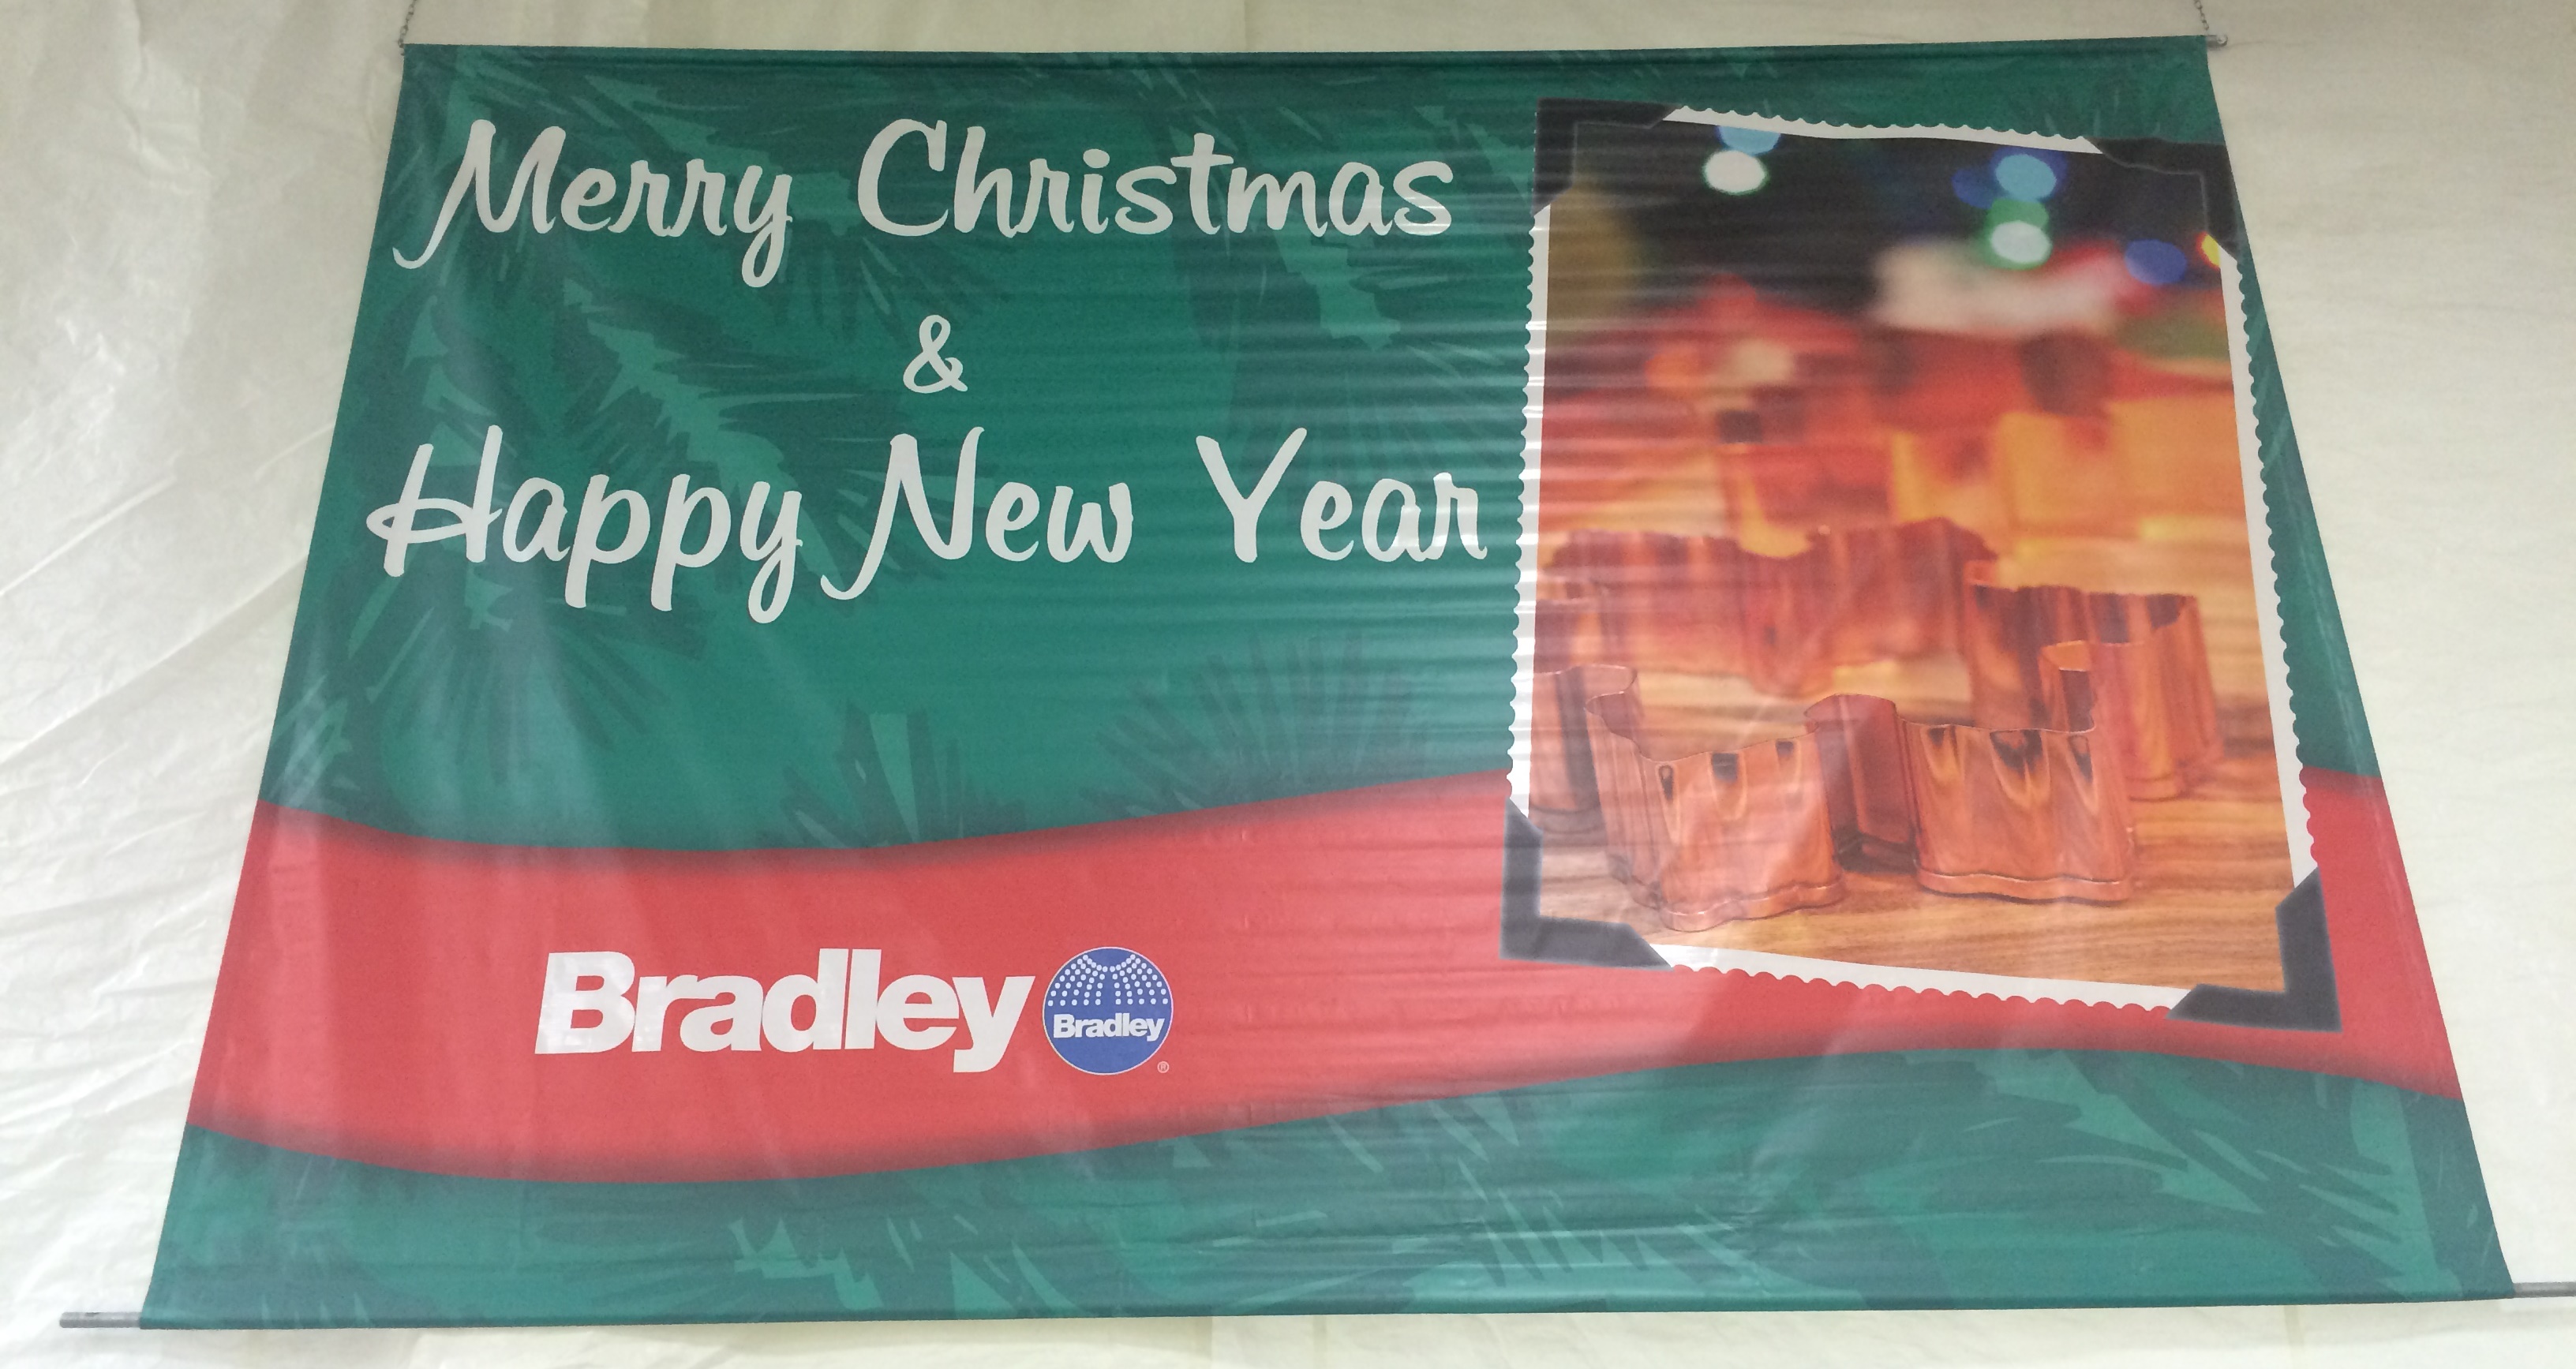 Merry Christmas
&
Happy New Year
Bradley
Bradley
®